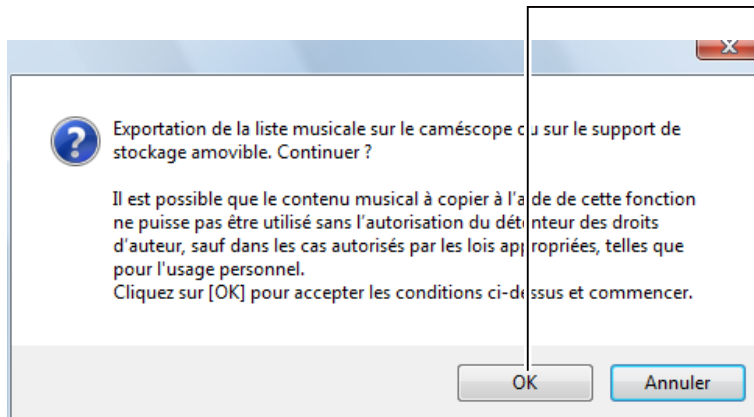 Exportation de la liste musicale sur le caméscope ou sur le support de
stockage amovible. Continuer ?
Il est possible que le contenu musical à copier à l'aide de cette fonction
ne puisse pas être utilisé sans l'autorisation du détenteur des droits
d'auteur, sauf dans les cas autorisés par les lois appropriées, telles que
pour l'usage personnel.
Cliquez sur [OK] pour accepter les conditions ci-dessus et commencer.
OK
Annuler